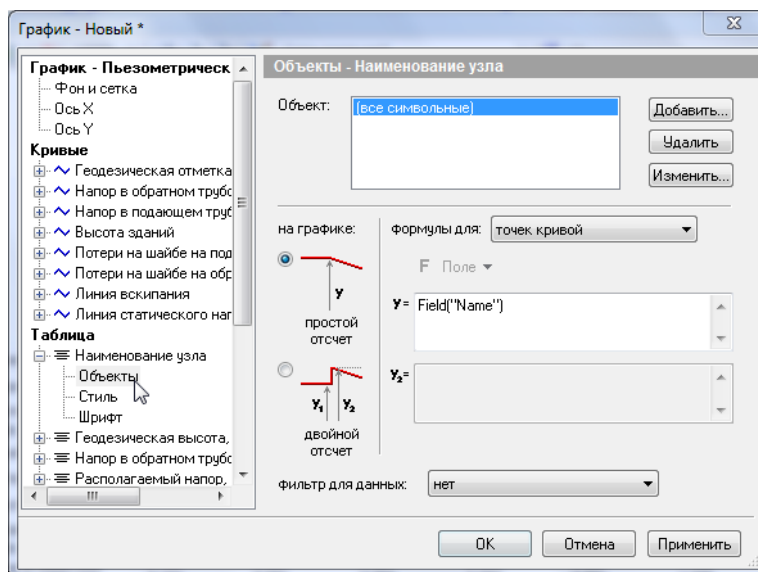 График - Новый *
График - Пьезометрическ
Фон и сетка
Ось X
Ось Y
Кривые
Геодезическая отметка
Напор в обратном трубо
Напор в подающем труб
Высота зданий
Потери на шайбе на под
Потери на шайбе на обр
Линия вскипания
Линия статического нап
Таблица
Наименование узла
Объекты
Стиль
Шрифт
Геодезическая высота,
Напор в обратном трубо
Располагаемый напор,
Объекты - Наименование узла
Объект:
(все символьные)
Добавить...
Удалить
Изменить...
на графике:
y
простой
отсчет
y1 y2
двойной
отсчет
формулы для:
точек кривой
F Поле
y= Field("Name")
y2=
фильтр для данных:
нет
OK
Отмена
Применить